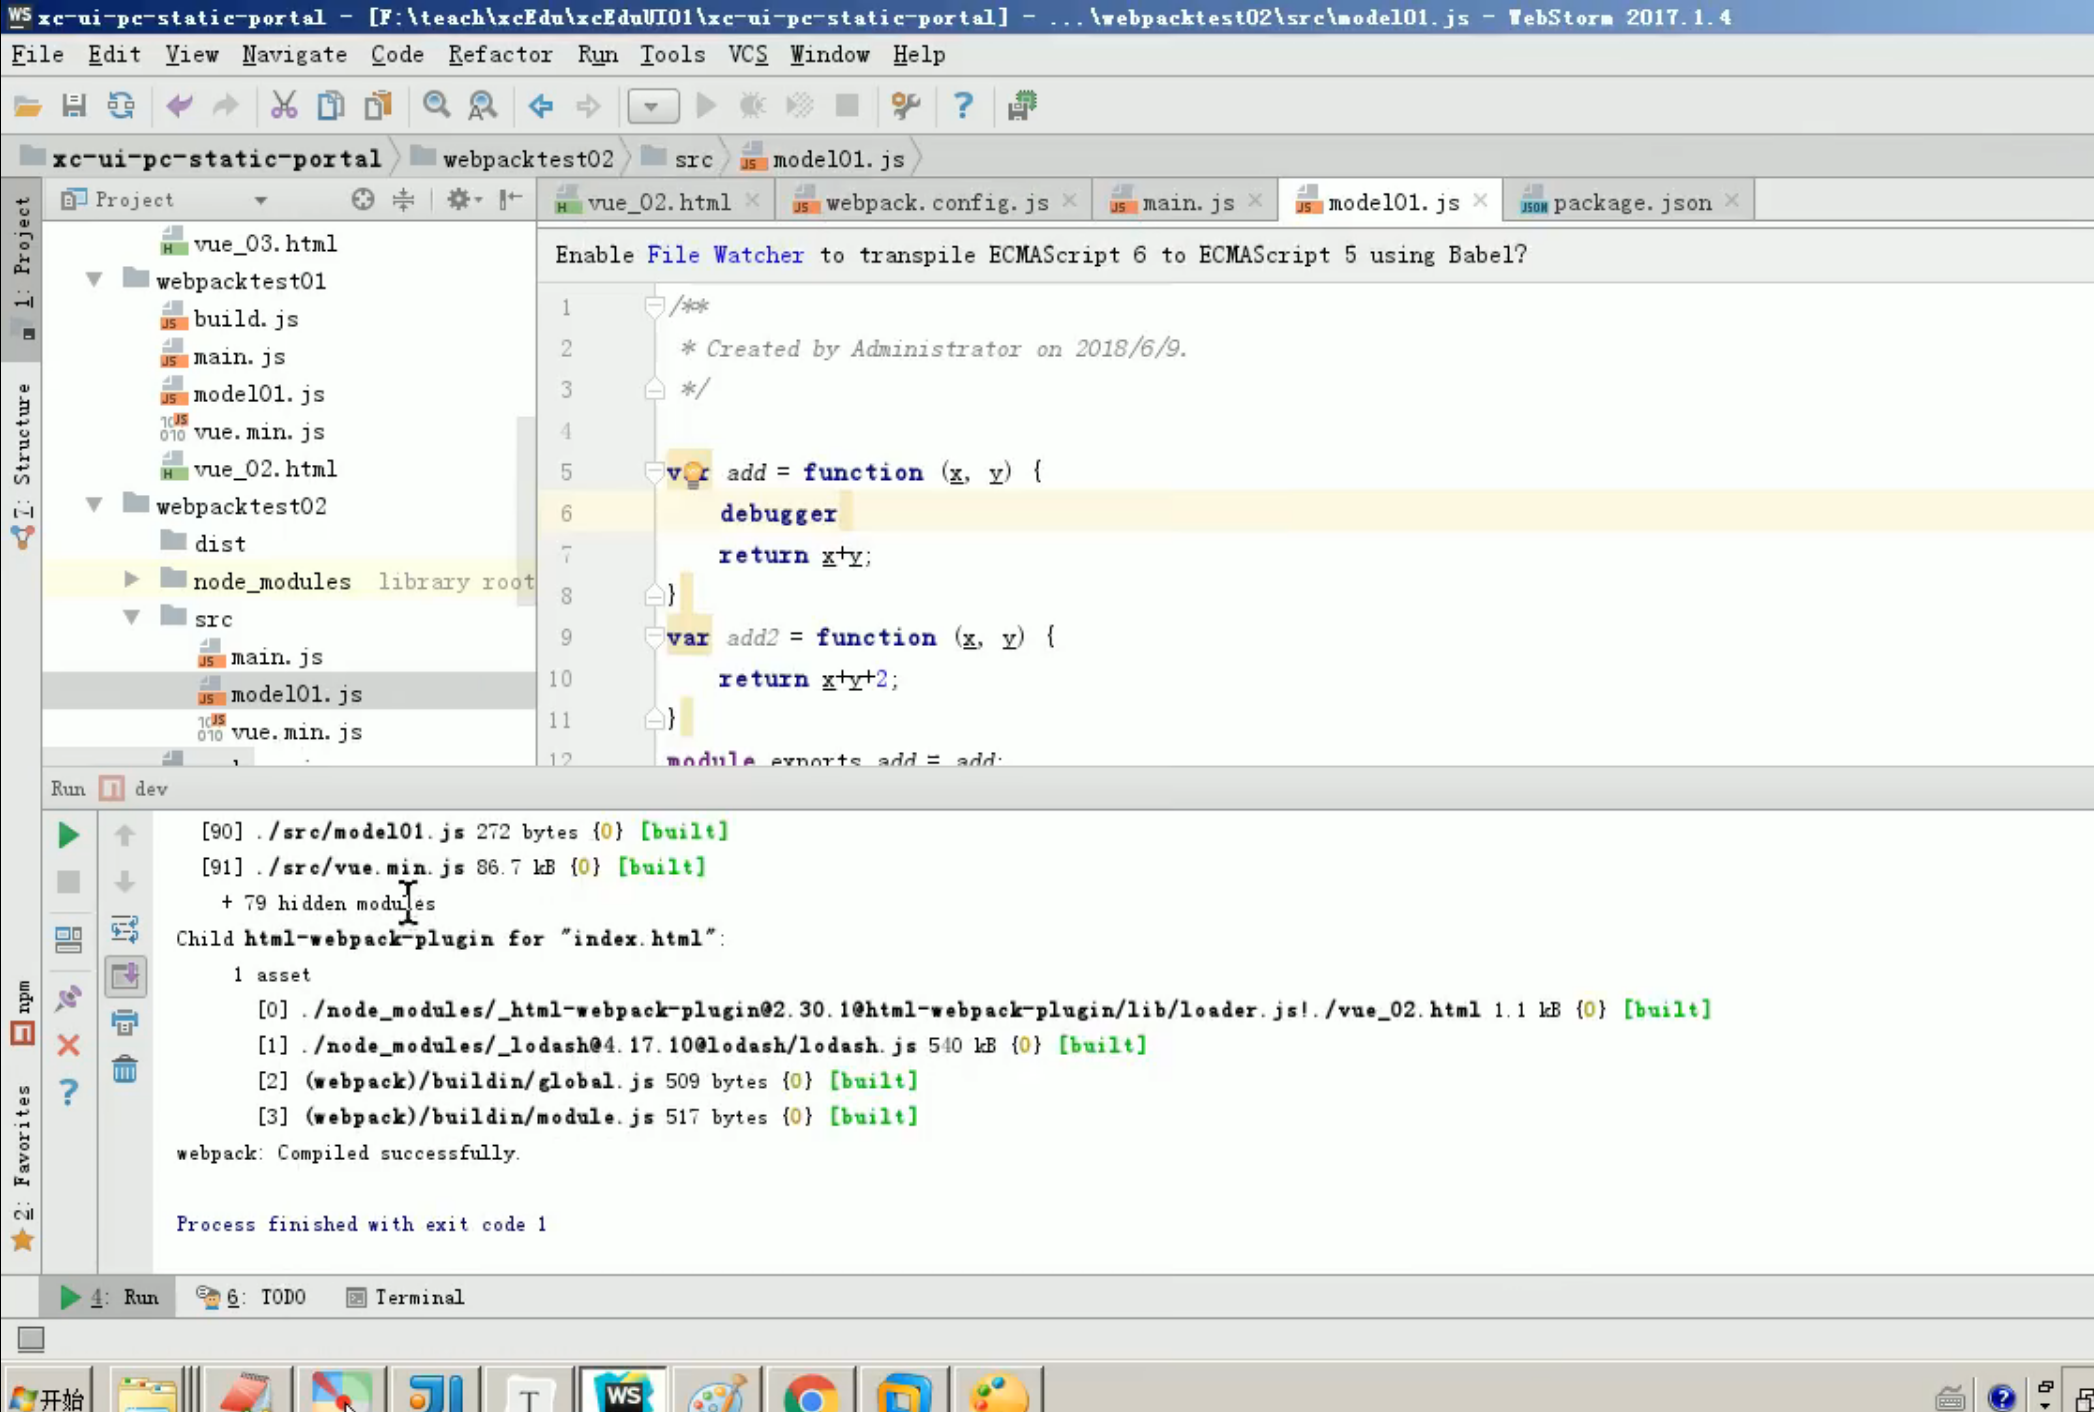 WS xc-ui-pc-static-portal - [F:\teach\xcEdu\xcEduUI01\xc-ui-pc-static-portal] - ...\webpacktest02\src\model01.js - WebStorm 2017.1.4
File Edit View Navigate Code Refactor Run Tools VCS Window Help
xc-ui-pc-static-portal webpacktest02 src model01.js
1: Project
7: Structure
npm
2: Favorites
Project
vue_03.html
webpacktest01
build.js
main.js
model01.js
vue.min.js
vue_02.html
webpacktest02
dist
node_modules library root
src
main.js
model01.js
vue.min.js
vue_02.html webpack.config.js main.js model01.js package.json
Enable File Watcher to transpile ECMAScript 6 to ECMAScript 5 using Babel?
1 /**
2 * Created by Administrator on 2018/6/9.
3 */
4
5 var add = function (x, y) {
6 debugger
7 return x+y;
8 }
9 var add2 = function (x, y) {
10 return x+y+2;
11 }
12 module.exports.add = add;
Run dev
[90] ./src/model01.js 272 bytes {0} [built]
[91] ./src/vue.min.js 86.7 kB {0} [built]
+ 79 hidden modules
Child html-webpack-plugin for "index.html":
1 asset
[0] ./node_modules/_html-webpack-plugin@2.30.1@html-webpack-plugin/lib/loader.js!./vue_02.html 1.1 kB {0} [built]
[1] ./node_modules/_lodash@4.17.10@lodash/lodash.js 540 kB {0} [built]
[2] (webpack)/buildin/global.js 509 bytes {0} [built]
[3] (webpack)/buildin/module.js 517 bytes {0} [built]
webpack: Compiled successfully.
Process finished with exit code 1
4: Run 6: TODO Terminal
开始 T WS